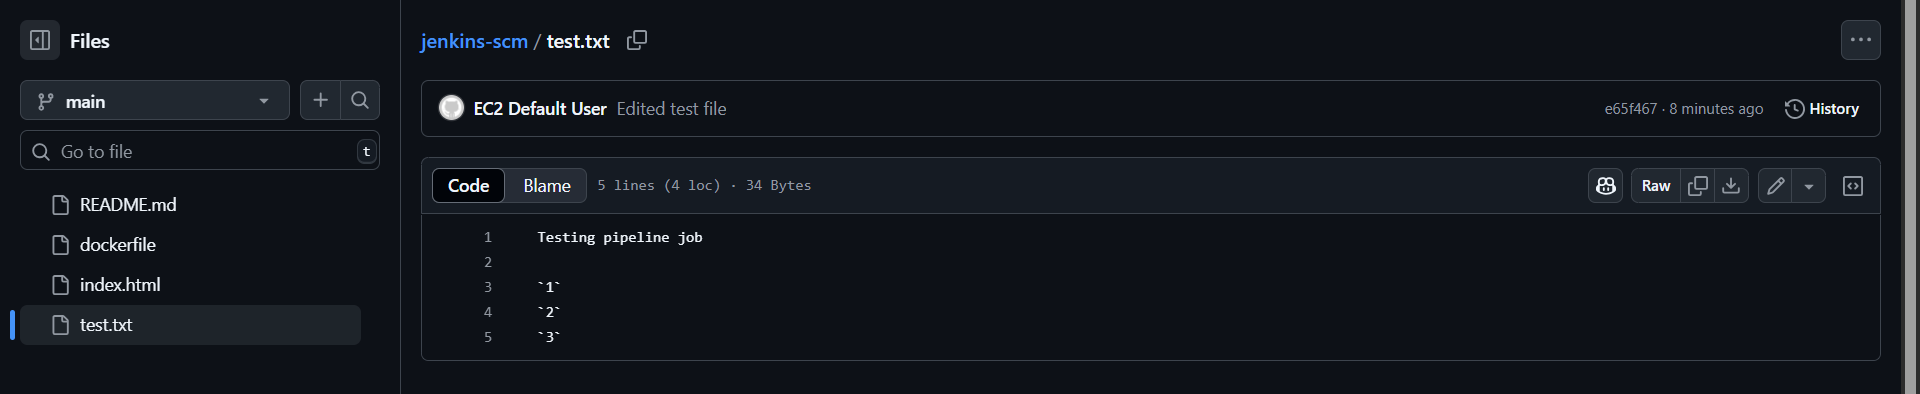 Files
main
Go to file
t
README.md
dockerfile
index.html
test.txt
jenkins-scm / test.txt
EC2 Default User Edited test file
e65f467 · 8 minutes ago
History
Code Blame 5 lines (4 loc) · 34 Bytes
Raw
1 Testing pipeline job
2
3 `1`
4 `2`
5 `3`